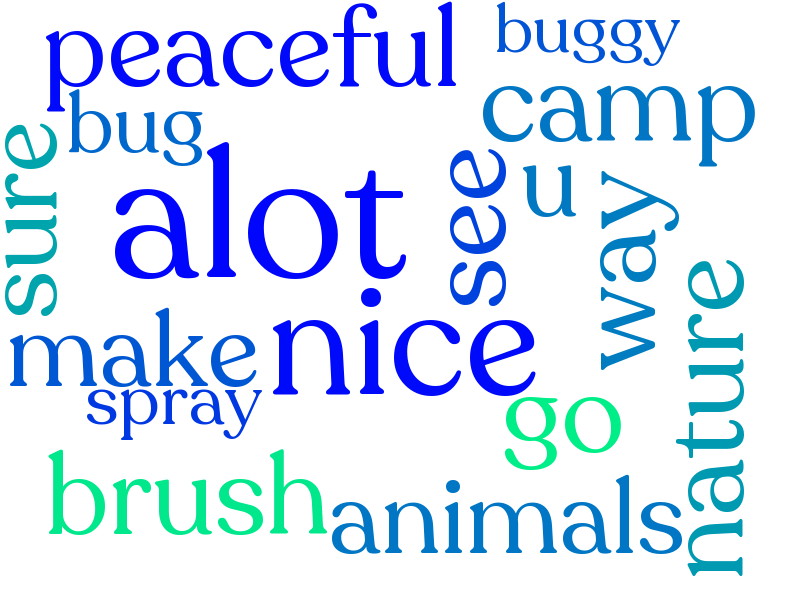 peaceful
buggy
bug
camp
sure
alot
see
u
way
make
nice
nature
spray
go
brush
animals